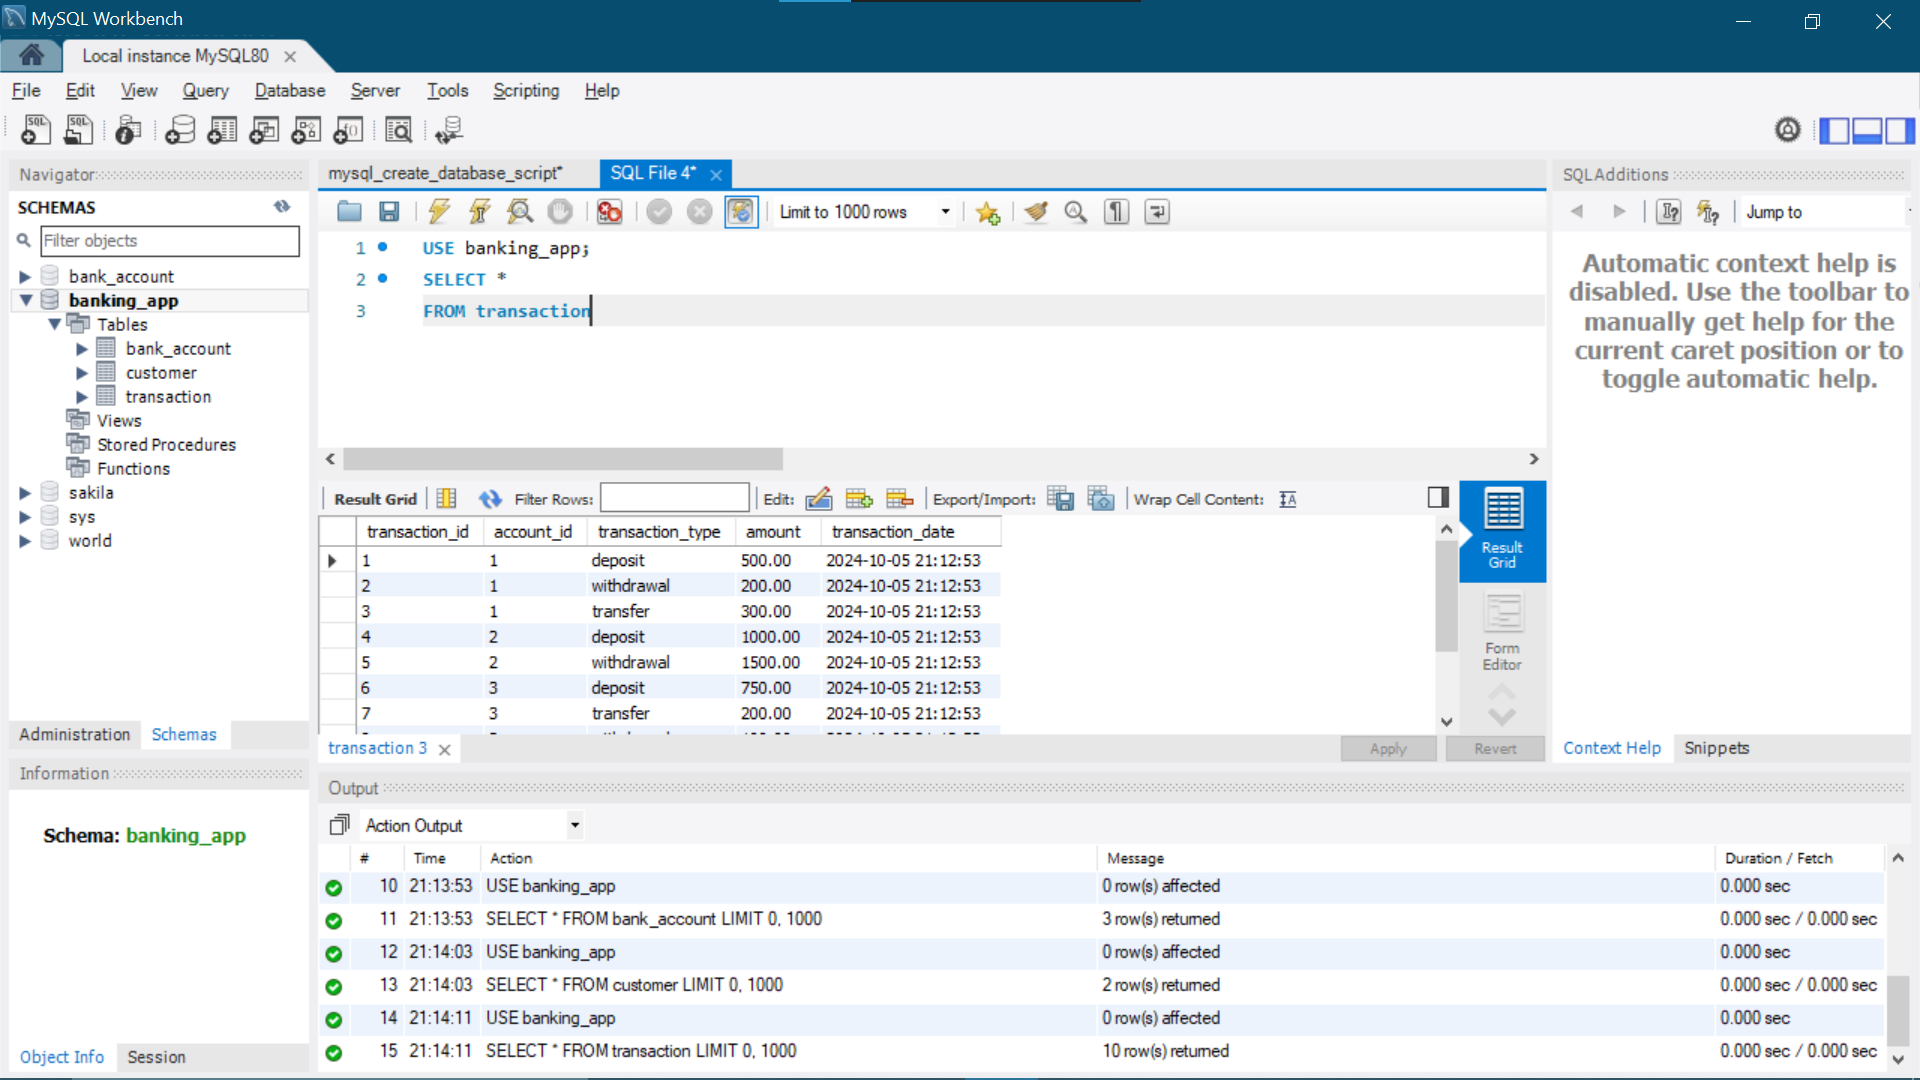 MySQL Workbench
Local instance MySQL80
File Edit View Query Database Server Tools Scripting Help
Navigator
SCHEMAS
Filter objects
bank_account
banking_app
Tables
bank_account
customer
transaction
Views
Stored Procedures
Functions
sakila
sys
world
Administration Schemas
Information
Schema: banking_app
Object Info Session
mysql_create_database_script* SQL File 4*
Limit to 1000 rows
1 USE banking_app;
2 SELECT *
3 FROM transaction
Result Grid Filter Rows: Edit: Export/Import: Wrap Cell Content:
transaction_id account_id transaction_type amount transaction_date
1 1 deposit 500.00 2024-10-05 21:12:53
2 1 withdrawal 200.00 2024-10-05 21:12:53
3 1 transfer 300.00 2024-10-05 21:12:53
4 2 deposit 1000.00 2024-10-05 21:12:53
5 2 withdrawal 1500.00 2024-10-05 21:12:53
6 3 deposit 750.00 2024-10-05 21:12:53
7 3 transfer 200.00 2024-10-05 21:12:53
Result
Grid
Form
Editor
transaction 3
Apply Revert
SQLAdditions
Jump to
Automatic context help is
disabled. Use the toolbar to
manually get help for the
current caret position or to
toggle automatic help.
Context Help Snippets
Output
Action Output
# Time Action Message Duration / Fetch
10 21:13:53 USE banking_app 0 row(s) affected 0.000 sec
11 21:13:53 SELECT * FROM bank_account LIMIT 0, 1000 3 row(s) returned 0.000 sec / 0.000 sec
12 21:14:03 USE banking_app 0 row(s) affected 0.000 sec
13 21:14:03 SELECT * FROM customer LIMIT 0, 1000 2 row(s) returned 0.000 sec / 0.000 sec
14 21:14:11 USE banking_app 0 row(s) affected 0.000 sec
15 21:14:11 SELECT * FROM transaction LIMIT 0, 1000 10 row(s) returned 0.000 sec / 0.000 sec